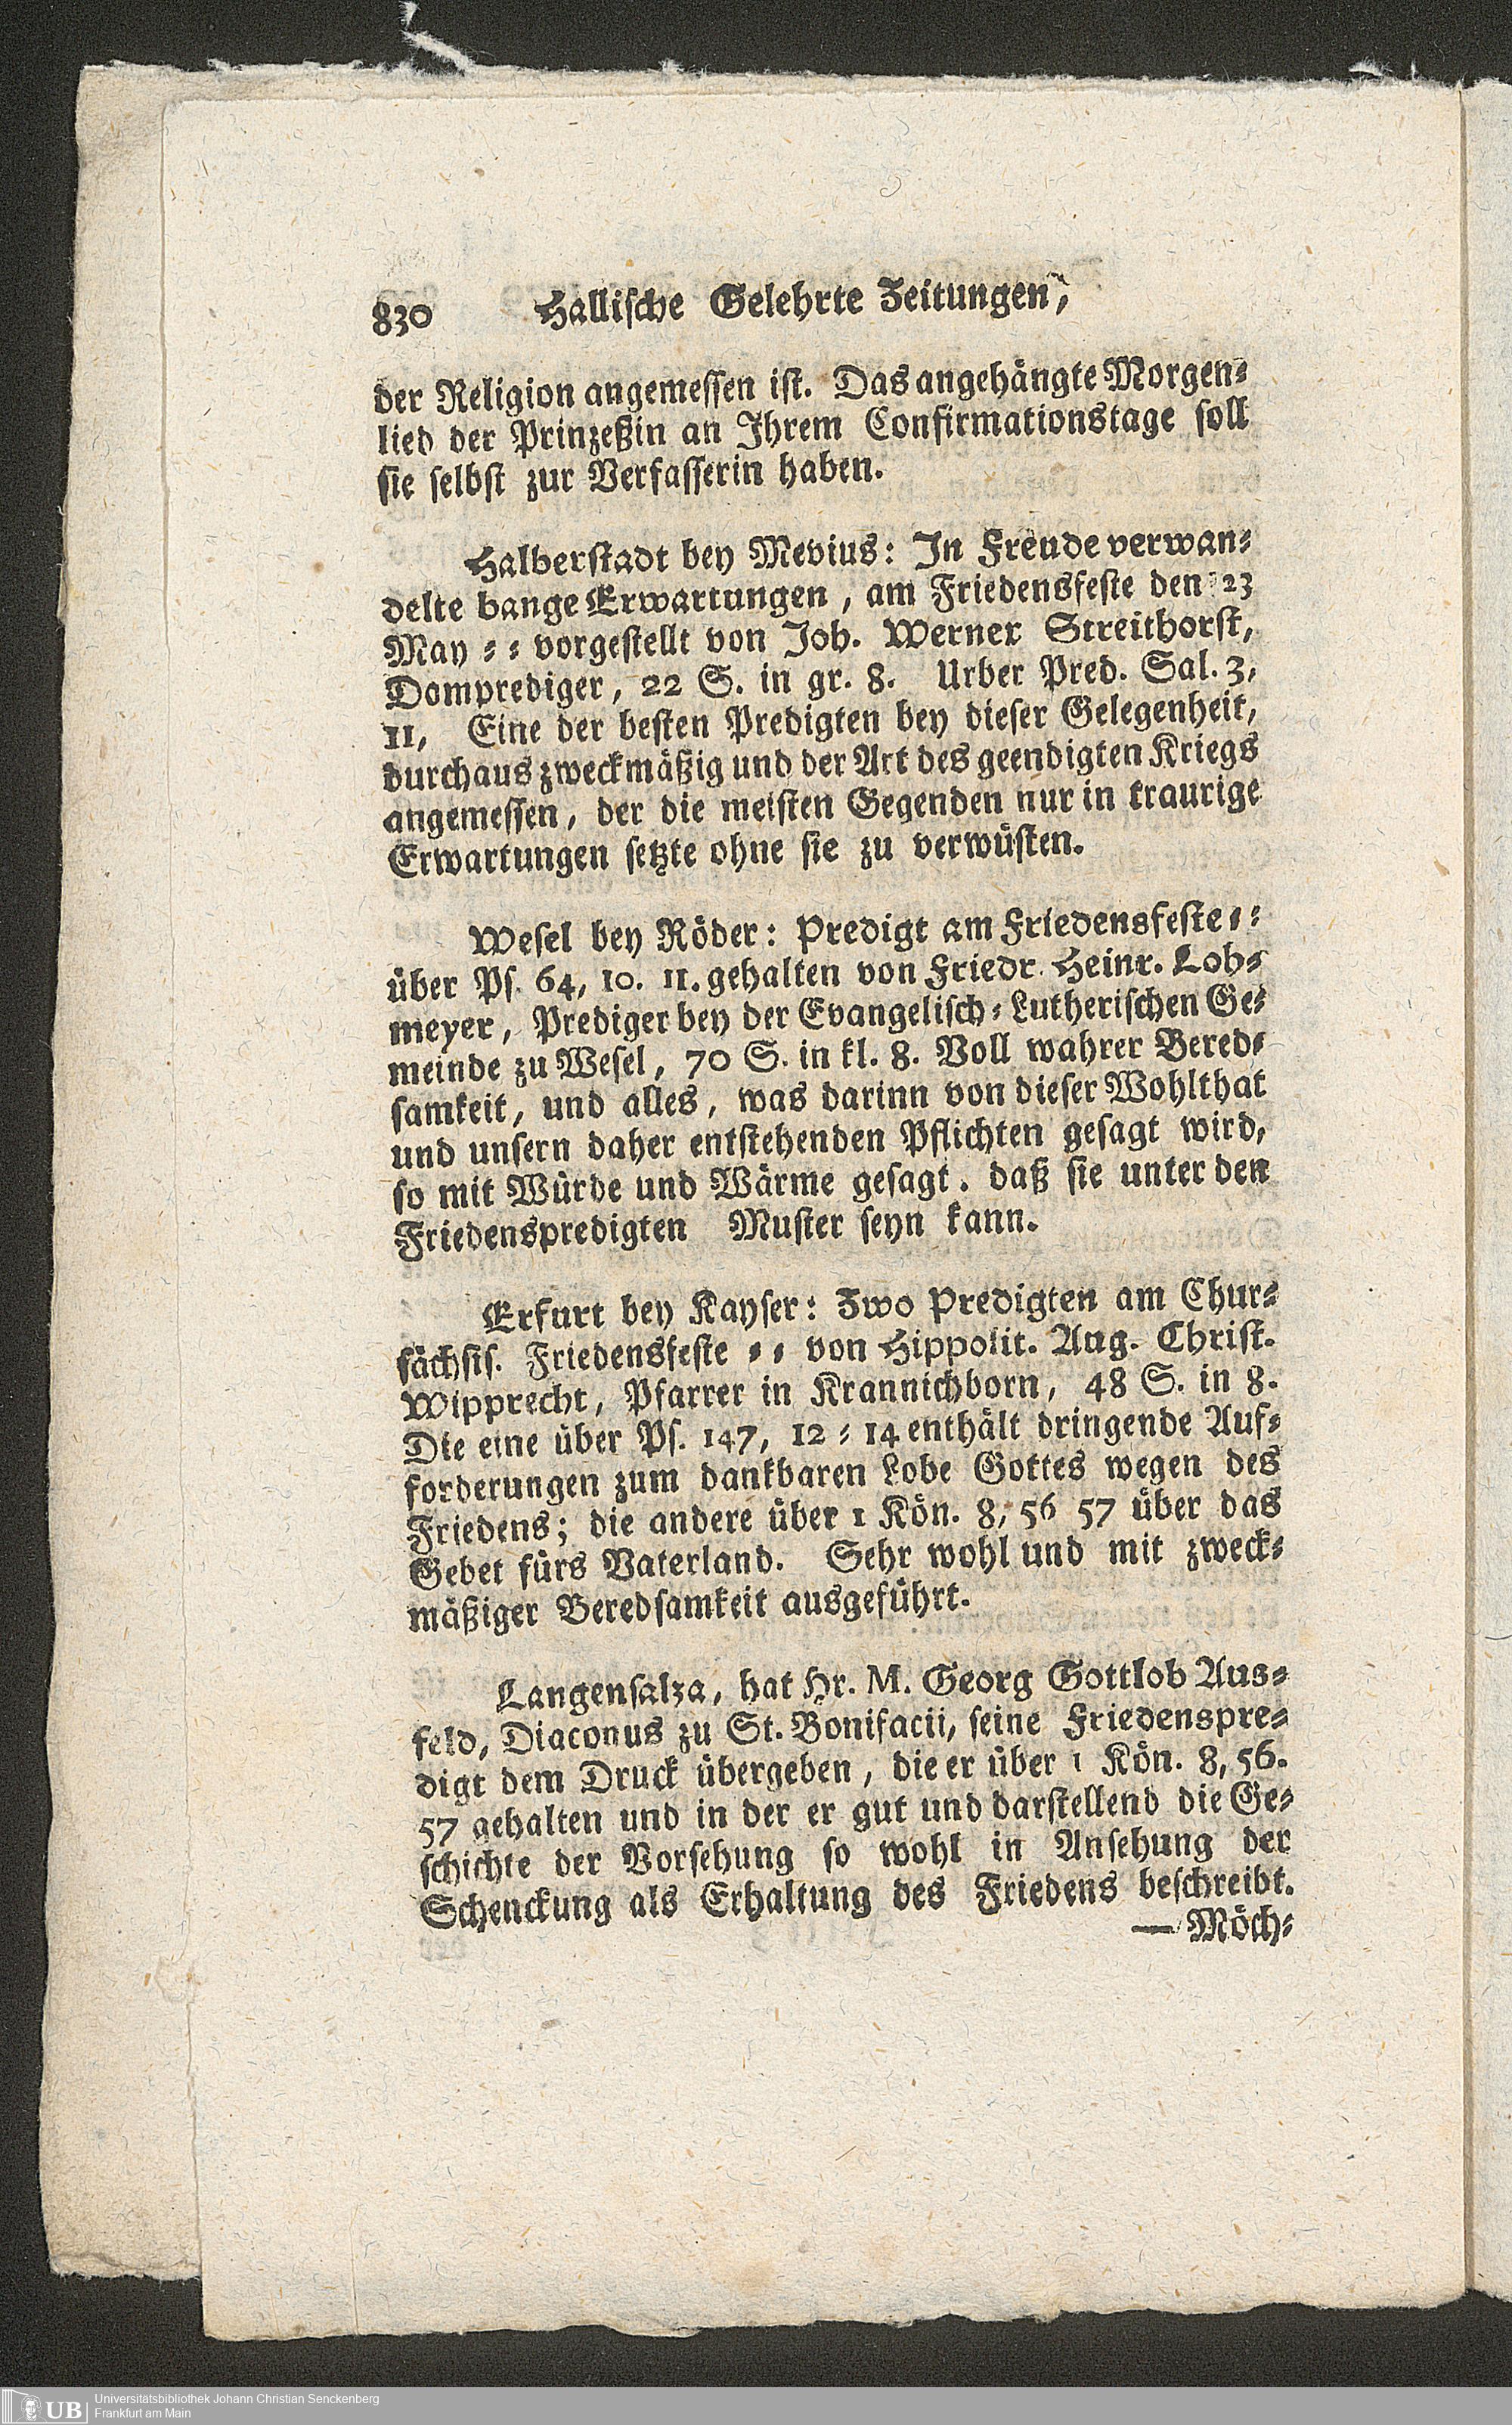 830 Hallische Gelehrte Zeitungen,
der Religion angemessen ist. Das angehängte Morgen-
lied der Prinzeßin an Ihrem Confirmationstage soll
sie selbst zur Verfasserin haben.
Halberstadt bey Mevius: In Freude verwan-
delte bange Erwartungen, am Friedensfeste den 23
May = = vorgestellt von Joh. Werner Streithorst,
Domprediger, 22 S. in gr. 8. Urber Pred. Sal. 3,
11, Eine der besten Predigten bey dieser Gelegenheit,
durchaus zweckmäßig und der Art des geendigten Kriegs
angemessen, der die meisten Gegenden nur in traurige
Erwartungen setzte ohne sie zu verwüsten.
Wesel bey Röder: Predigt am Friedensfeste = =
über Ps. 64, 10. 11. gehalten von Friedr. Heinr. Loh-
meyer, Prediger bey der Evangelisch-Lutherischen Ge-
meinde zu Wesel, 70 S. in kl. 8. Voll wahrer Bered-
samkeit, und alles, was darinn von dieser Wohlthat
und unsern daher entstehenden Pflichten gesagt wird,
so mit Würde und Wärme gesagt. daß sie unter den
Friedenspredigten Muster seyn kann.
Erfurt bey Kayser: Zwo Predigten am Chur-
sächsis. Friedensfeste = = von Hippolit. Aug. Christ.
Wipprecht, Pfarrer in Krannichborn, 48 S. in 8.
Die eine über Ps. 147, 12 = 14 enthält dringende Auf-
forderungen zum dankbaren Lobe Gottes wegen des
Friedens; die andere über 1 Kön. 8, 56 57 über das
Gebet fürs Vaterland. Sehr wohl und mit zweck-
mäßiger Beredsamkeit ausgeführt.
Langensalza, hat Hr. M. Georg Gottlob Aus-
feld, Diaconus zu St. Bonifacii, seine Friedenspre-
digt dem Druck übergeben, die er über 1 Kön. 8, 56.
57 gehalten und in der er gut und darstellend die Ge-
schichte der Vorsehung so wohl in Ansehung der
Schenckung als Erhaltung des Friedens beschreibt.
— Möch-
Universitätsbibliothek Johann Christian Senckenberg
UB Frankfurt am Main